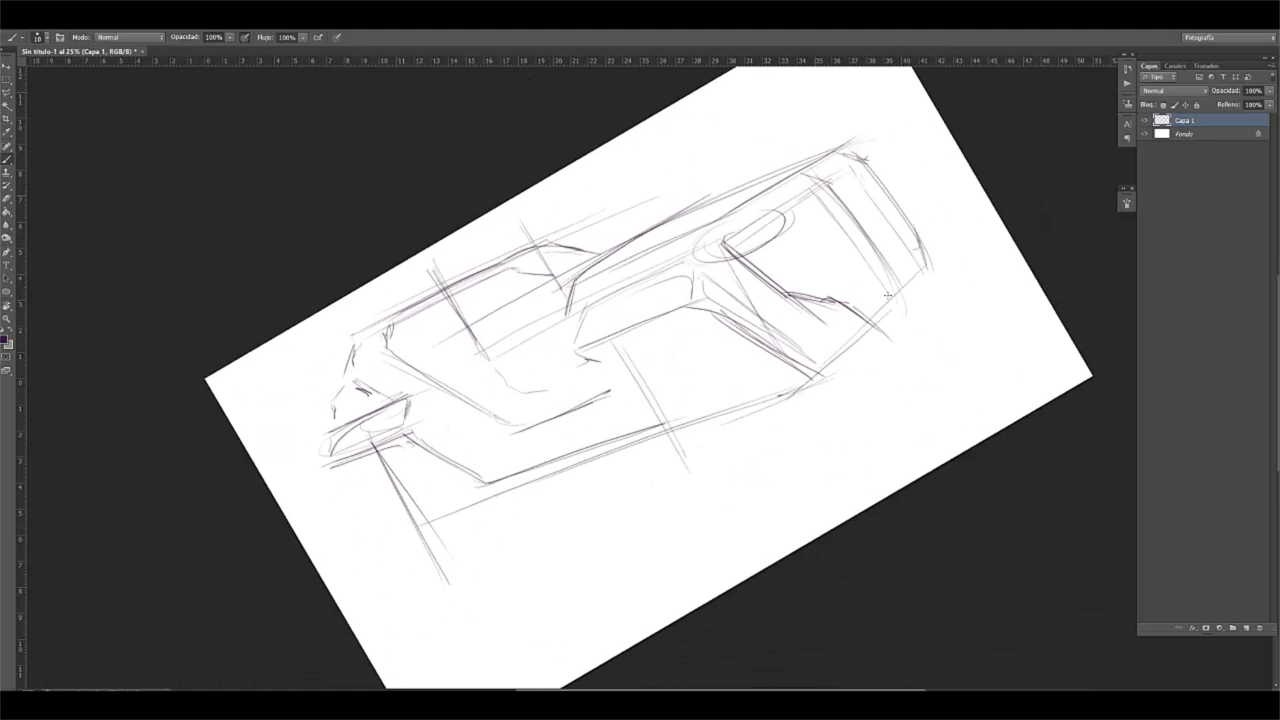 10 Modo: Normal Opacidad: 100% Flujo: 100% Fotografía
Sin título-1 al 25% (Capa 1, RGB/8) *
Capas Canales Trazados
Tipo
Normal Opacidad: 100%
Bloq.: Relleno: 100%
Capa 1
Fondo